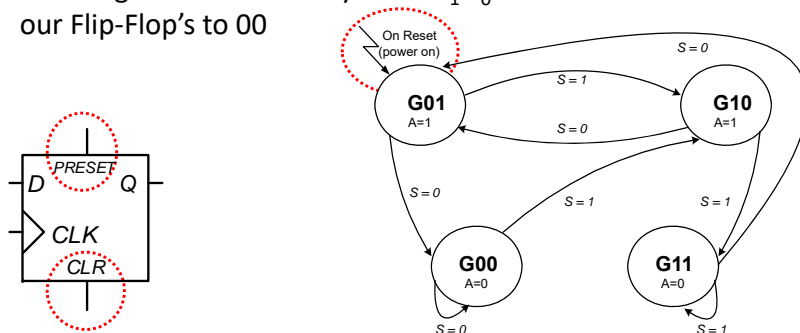 our Flip-Flop's to 00
On Reset
(power on)
S = 0
G01
A=1
S = 1
G10
A=1
S = 0
PRESET
D
Q
S = 0
S = 1
S = 1
CLK
CLR
G00
A=0
G11
A=0
S = 0
S = 1